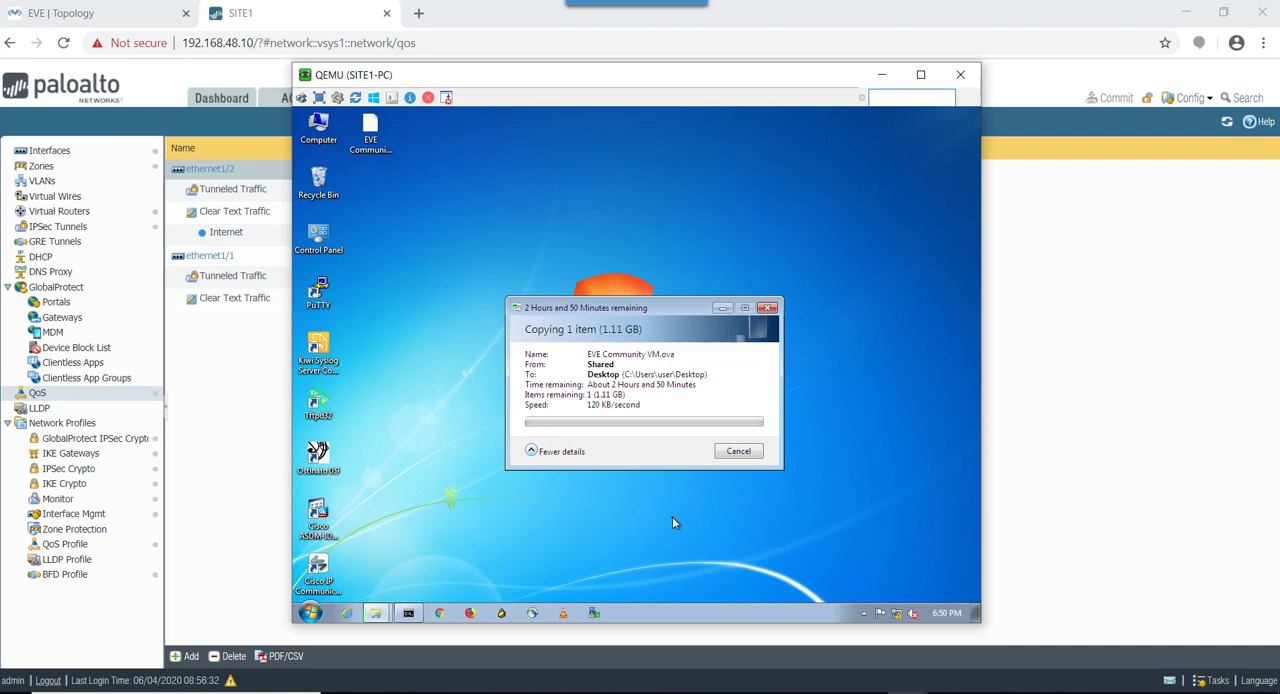 EVE | Topology
SITE1
Not secure
192.168.48.10/?#network::vsys1::network/qos
paloalto
NETWORKS
Dashboard
Commit
Config
Search
Help
Interfaces
Zones
VLANs
Virtual Wires
Virtual Routers
IPSec Tunnels
GRE Tunnels
DHCP
DNS Proxy
GlobalProtect
Portals
Gateways
MDM
Device Block List
Clientless Apps
Clientless App Groups
QoS
LLDP
Network Profiles
GlobalProtect IPSec Crypto
IKE Gateways
IPSec Crypto
IKE Crypto
Monitor
Interface Mgmt
Zone Protection
QoS Profile
LLDP Profile
BFD Profile
Name
ethernet1/2
Tunneled Traffic
Clear Text Traffic
Internet
ethernet1/1
Tunneled Traffic
Clear Text Traffic
QEMU (SITE1-PC)
Computer
EVE
Communi...
Recycle Bin
Control Panel
PuTTY
Kiwi Syslog
Server Co...
Tftpd32
Ostinato 0.9
Cisco
ASDM-ID...
Cisco IP
Communic...
2 Hours and 50 Minutes remaining
Copying 1 item (1.11 GB)
Name: EVE Community VM.ova
From: Shared
To: Desktop (C:\Users\user\Desktop)
Time remaining: About 2 Hours and 50 Minutes
Items remaining: 1 (1.11 GB)
Speed: 120 KB/second
Fewer details
Cancel
6:50 PM
Add
Delete
PDF/CSV
admin
Logout
Last Login Time: 06/04/2020 08:56:32
Tasks
Language